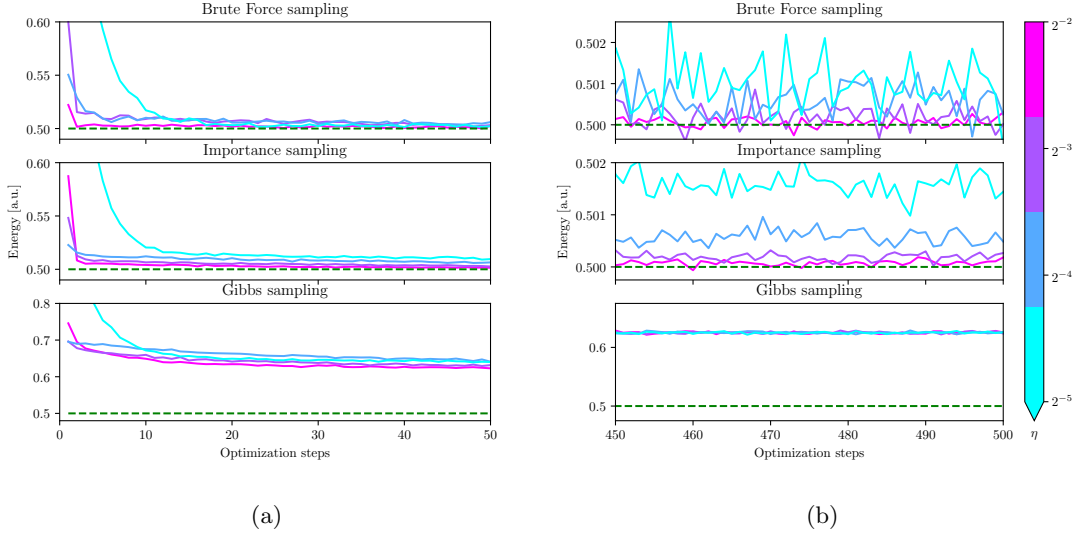 Brute Force sampling
0.60
0.55
0.50
Importance sampling
0.60
0.55
0.50
Energy [a.u.]
Gibbs sampling
0.8
0.7
0.6
0.5
0 10 20 30 40 50
Optimization steps
(a)
Brute Force sampling
0.502
0.501
0.500
Importance sampling
0.502
0.501
0.500
Energy [a.u.]
Gibbs sampling
0.6
0.5
450 460 470 480 490 500
Optimization steps
(b)
2⁻²
2⁻³
2⁻⁴
2⁻⁵
η